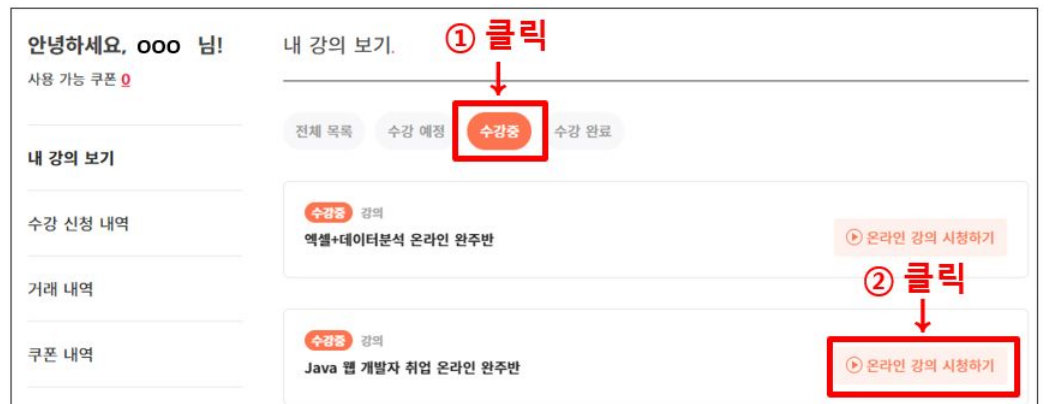 안녕하세요, ooo 님!
사용 가능 쿠폰 0
내 강의 보기
수강 신청 내역
거래 내역
쿠폰 내역
내 강의 보기.
① 클릭
전체 목록 수강 예정 수강중 수강 완료
수강중 강의
엑셀+데이터분석 온라인 완주반
온라인 강의 시청하기
② 클릭
수강중 강의
Java 웹 개발자 취업 온라인 완주반
온라인 강의 시청하기